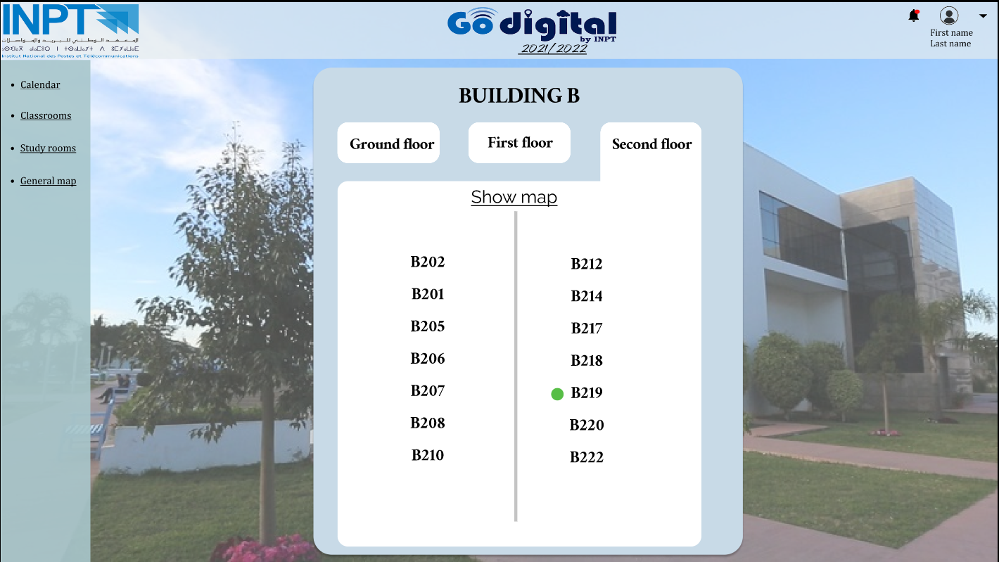 INPT
المعهد الوطني للبريد والمواصلات
Institut National des Postes et Télécommunications
Go digital
by INPT
2021/2022
First name
Last name
Calendar
Classrooms
Study rooms
General map
BUILDING B
Ground floor
First floor
Second floor
Show map
B202
B201
B205
B206
B207
B208
B210
B212
B214
B217
B218
B219
B220
B222